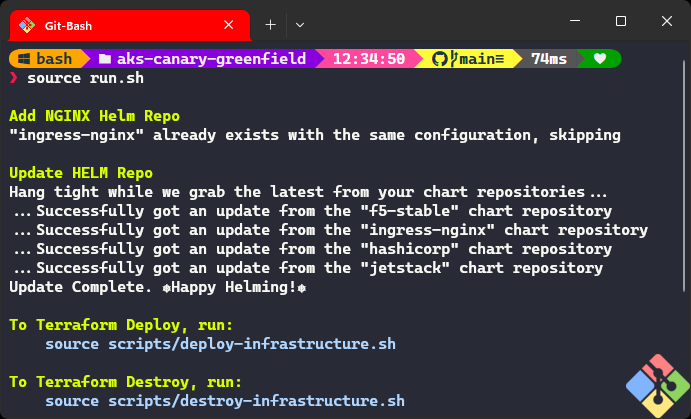 Git-Bash
bash aks-canary-greenfield 12:34:50 main≡ 74ms
❯ source run.sh
Add NGINX Helm Repo
"ingress-nginx" already exists with the same configuration, skipping
Update HELM Repo
Hang tight while we grab the latest from your chart repositories...
...Successfully got an update from the "f5-stable" chart repository
...Successfully got an update from the "ingress-nginx" chart repository
...Successfully got an update from the "hashicorp" chart repository
...Successfully got an update from the "jetstack" chart repository
Update Complete. ⎈Happy Helming!⎈
To Terraform Deploy, run:
source scripts/deploy-infrastructure.sh
To Terraform Destroy, run:
source scripts/destroy-infrastructure.sh